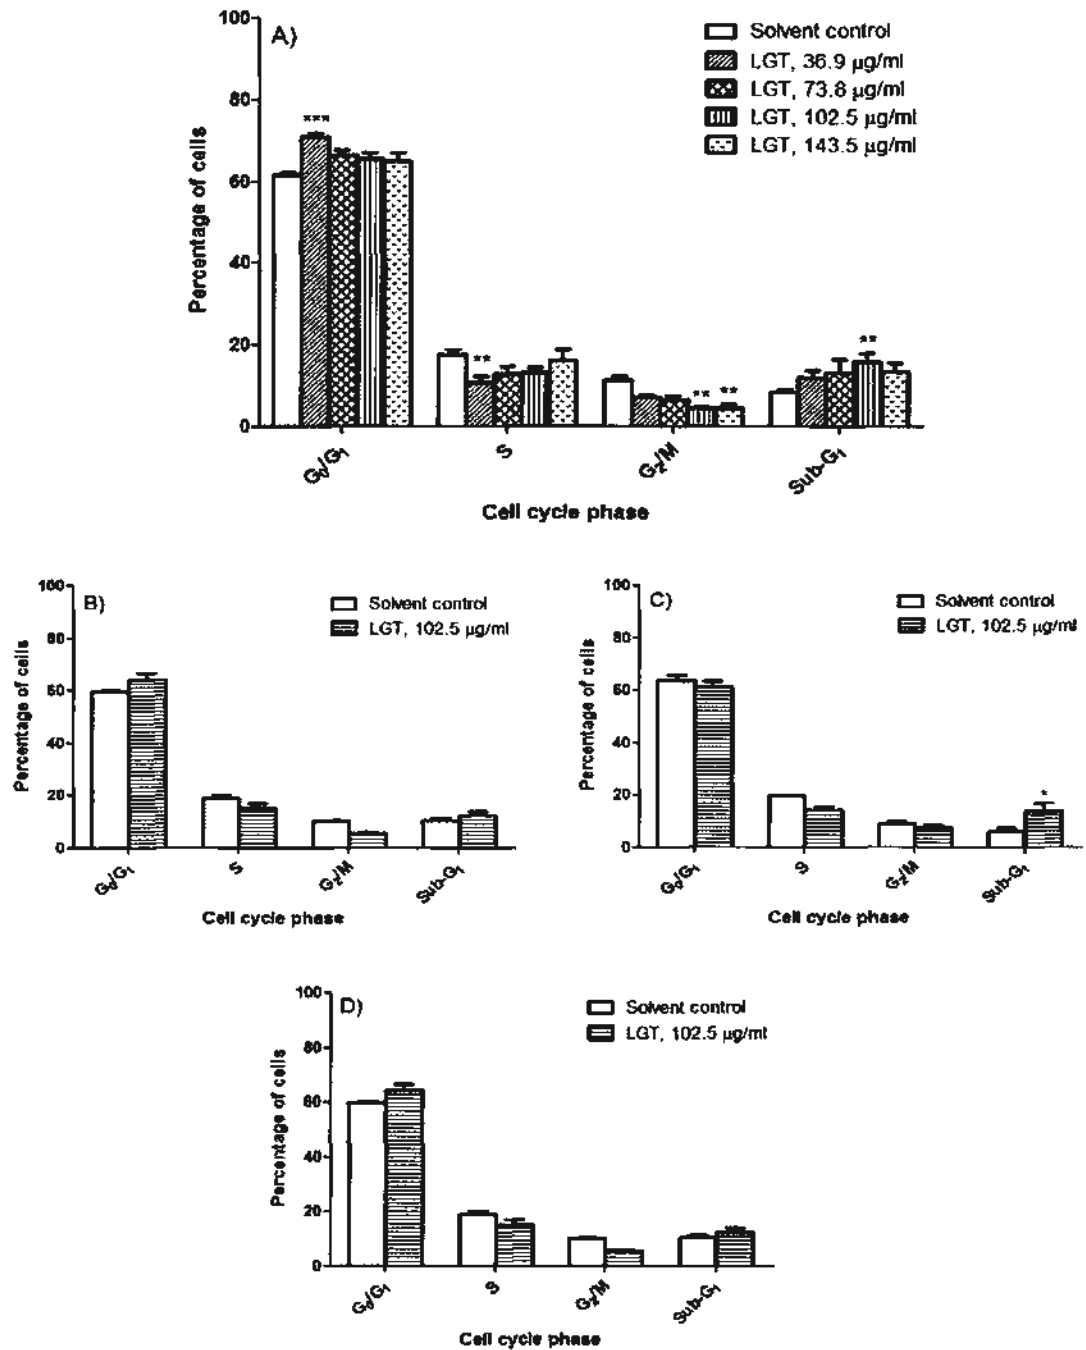 A)
Solvent control
LGT, 36.9 µg/ml
LGT, 73.8 µg/ml
LGT, 102.5 µg/ml
LGT, 143.5 µg/ml
Percentage of cells
100
80
60
40
20
0
***
**
** **
**
G₀/G₁ S G₂/M Sub-G₁
Cell cycle phase
B)
Solvent control
LGT, 102.5 µg/ml
Percentage of cells
100
80
60
40
20
0
G₀/G₁ S G₂/M Sub-G₁
Cell cycle phase
C)
Solvent control
LGT, 102.5 µg/ml
Percentage of cells
100
80
60
40
20
0
*
G₀/G₁ S G₂/M Sub-G₁
Cell cycle phase
D)
Solvent control
LGT, 102.5 µg/ml
Percentage of cells
100
80
60
40
20
0
G₀/G₁ S G₂/M Sub-G₁
Cell cycle phase